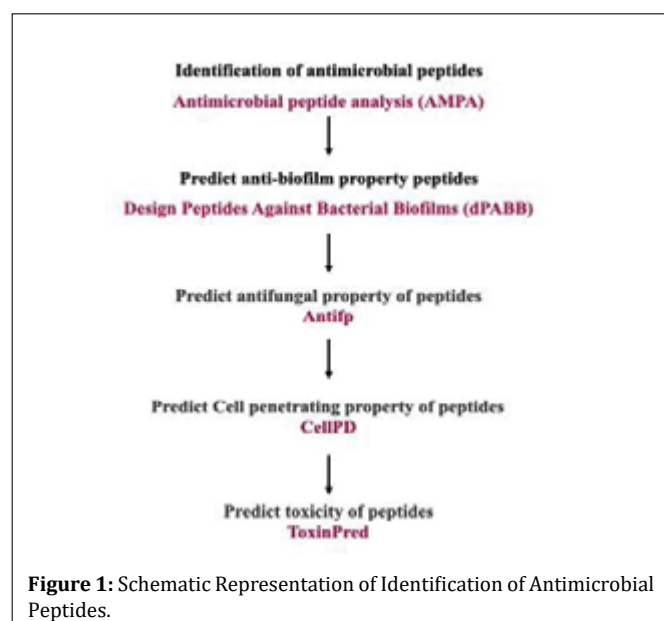 Identification of antimicrobial peptides
Antimicrobial peptide analysis (AMPA)
Predict anti-biofilm property peptides
Design Peptides Against Bacterial Biofilms (dPABB)
Predict antifungal property of peptides
Antifp
Predict Cell penetrating property of peptides
CellPD
Predict toxicity of peptides
ToxinPred
Figure 1: Schematic Representation of Identification of Antimicrobial
Peptides.